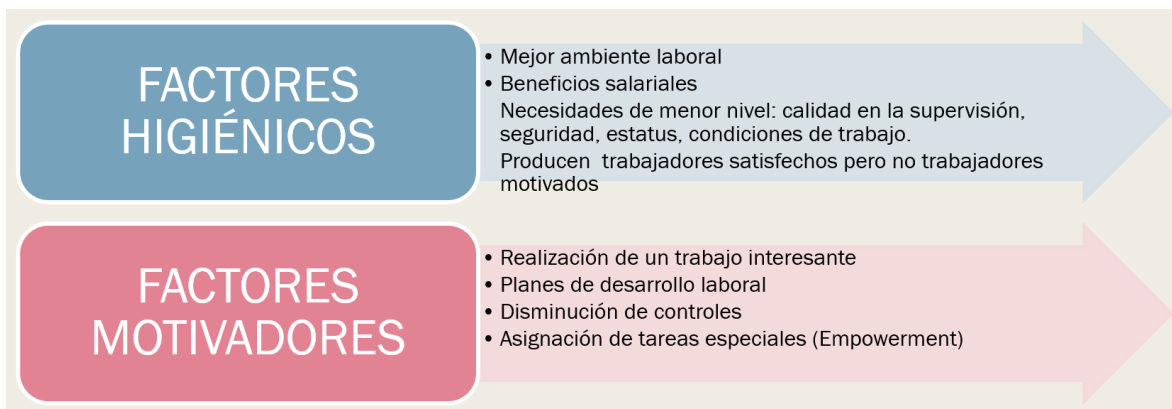 FACTORES
HIGIÉNICOS
• Mejor ambiente laboral
• Beneficios salariales
Necesidades de menor nivel: calidad en la supervisión,
seguridad, estatus, condiciones de trabajo.
Producen  trabajadores satisfechos pero no trabajadores
motivados
FACTORES
MOTIVADORES
• Realización de un trabajo interesante
• Planes de desarrollo laboral
• Disminución de controles
• Asignación de tareas especiales (Empowerment)